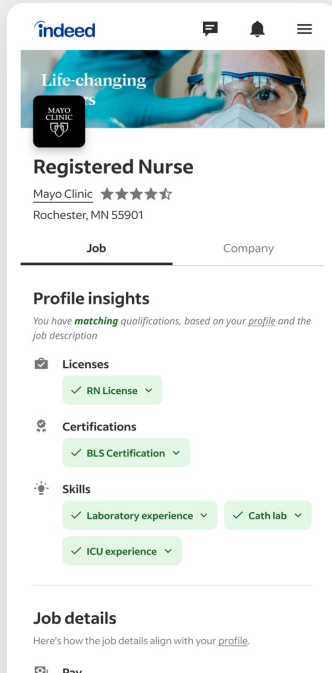 indeed
Life-changing
rs
MAYO
CLINIC
Registered Nurse
Mayo Clinic
Rochester, MN 55901
Job Company
Profile insights
You have matching qualifications, based on your profile and the
job description
Licenses
RN License
Certifications
BLS Certification
Skills
Laboratory experience Cath lab
ICU experience
Job details
Here's how the job details align with your profile.
Pay